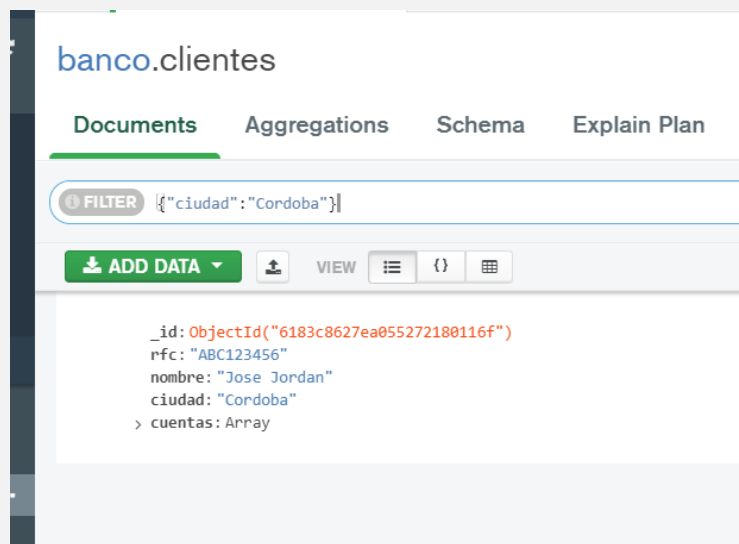 banco.clientes
Documents Aggregations Schema Explain Plan
FILTER {"ciudad":"Cordoba"}
ADD DATA VIEW {}
_id:ObjectId("6183c8627ea055272180116f")
rfc:"ABC123456"
nombre:"Jose Jordan"
ciudad:"Cordoba"
> cuentas:Array